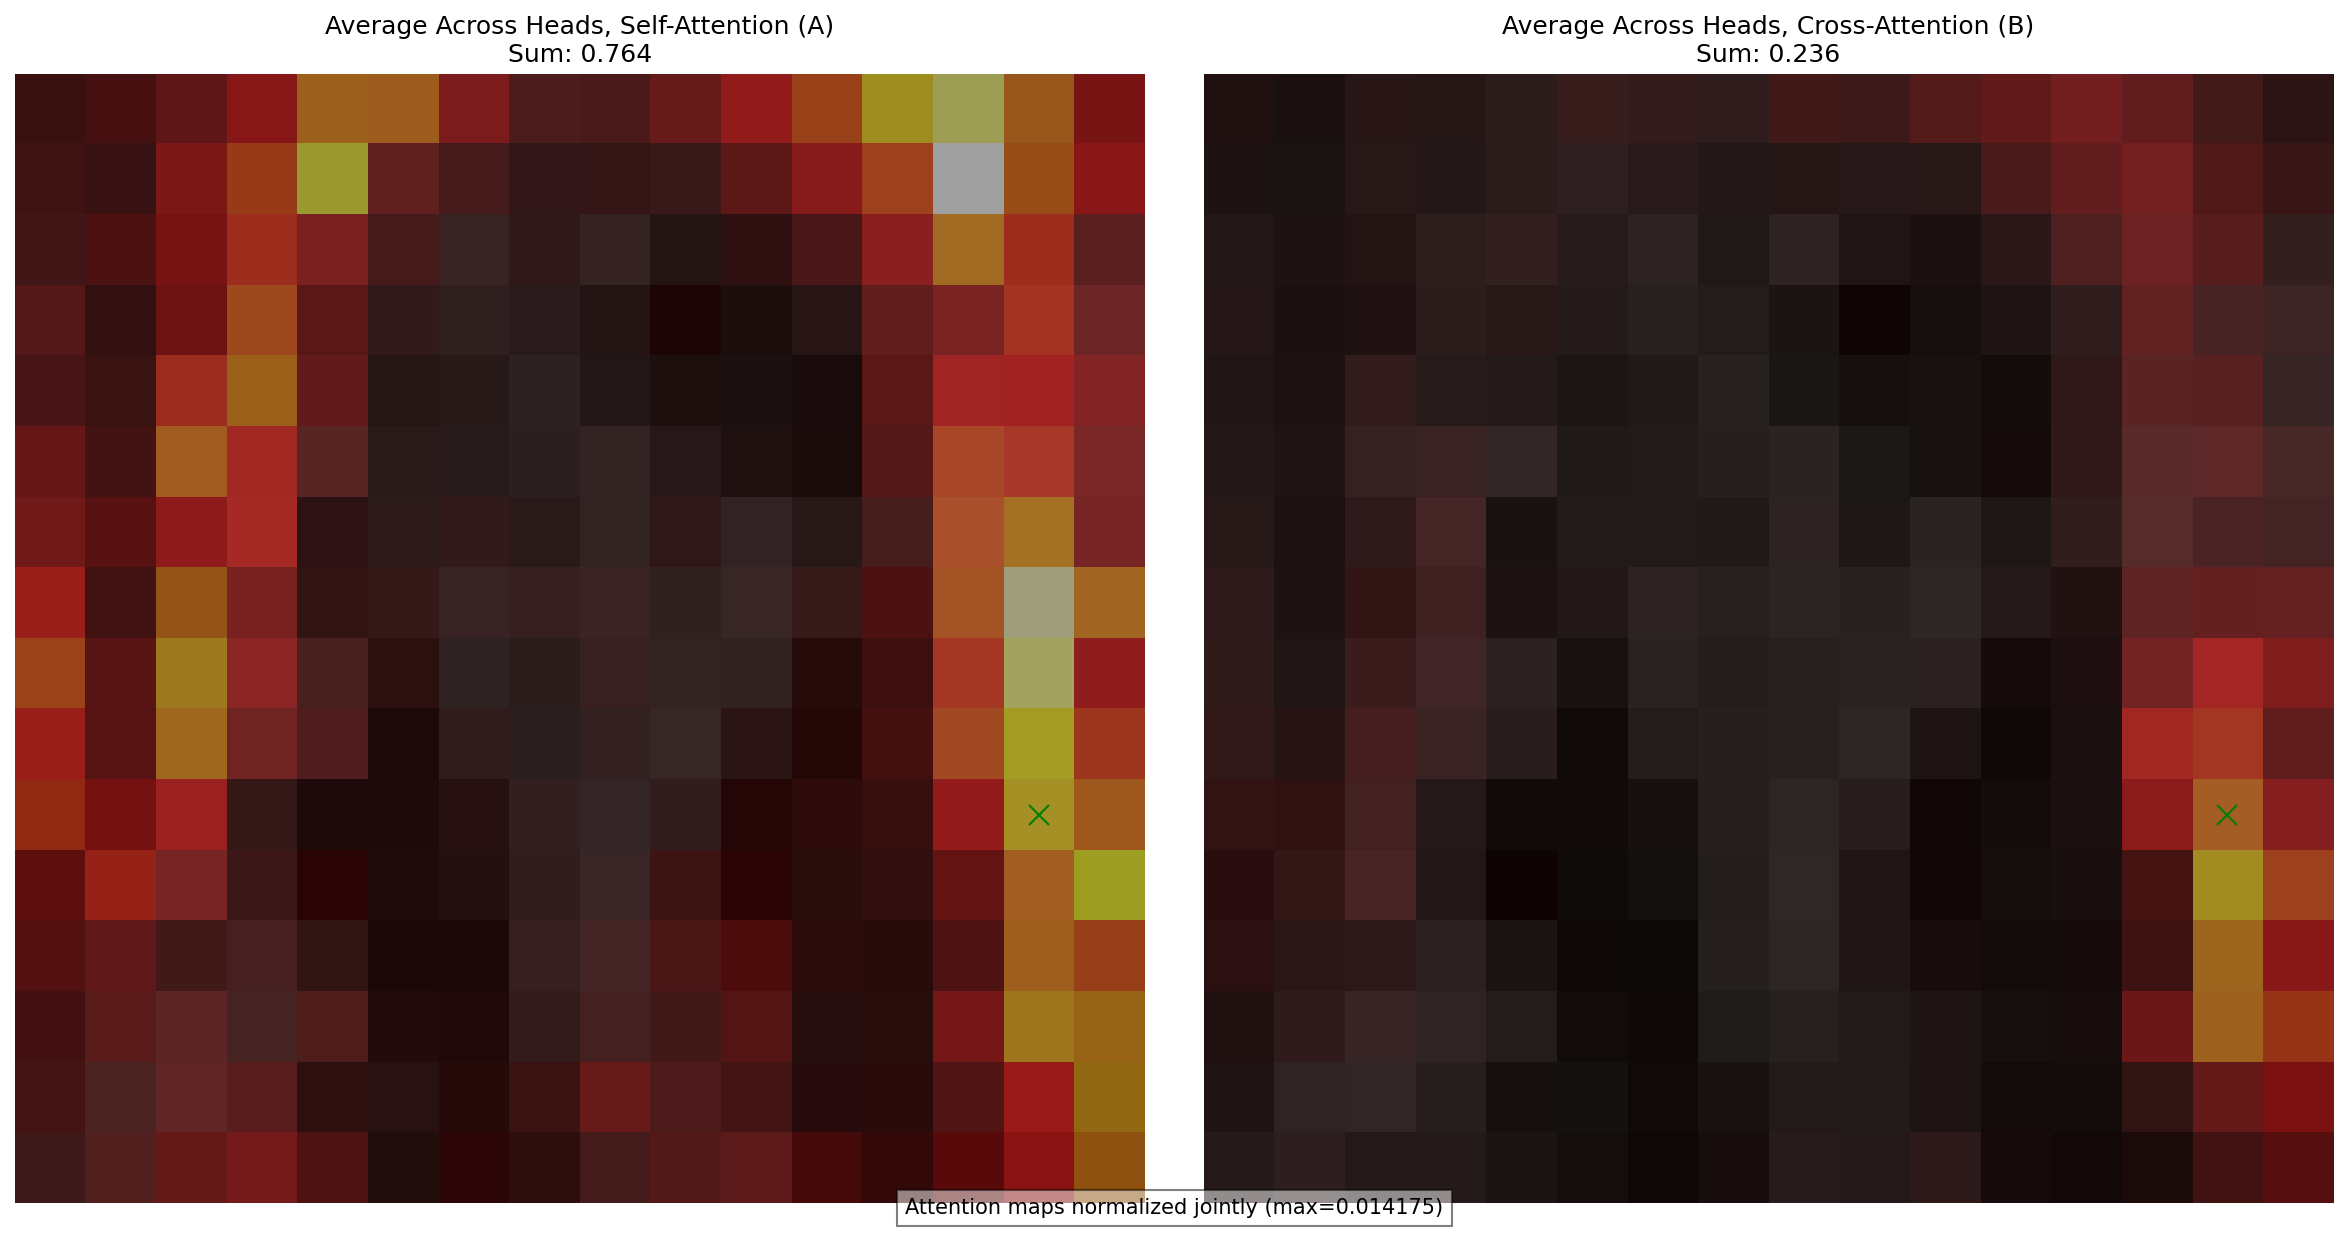 Average Across Heads, Self-Attention (A)
Sum: 0.764
Average Across Heads, Cross-Attention (B)
Sum: 0.236
Attention maps normalized jointly (max=0.014175)